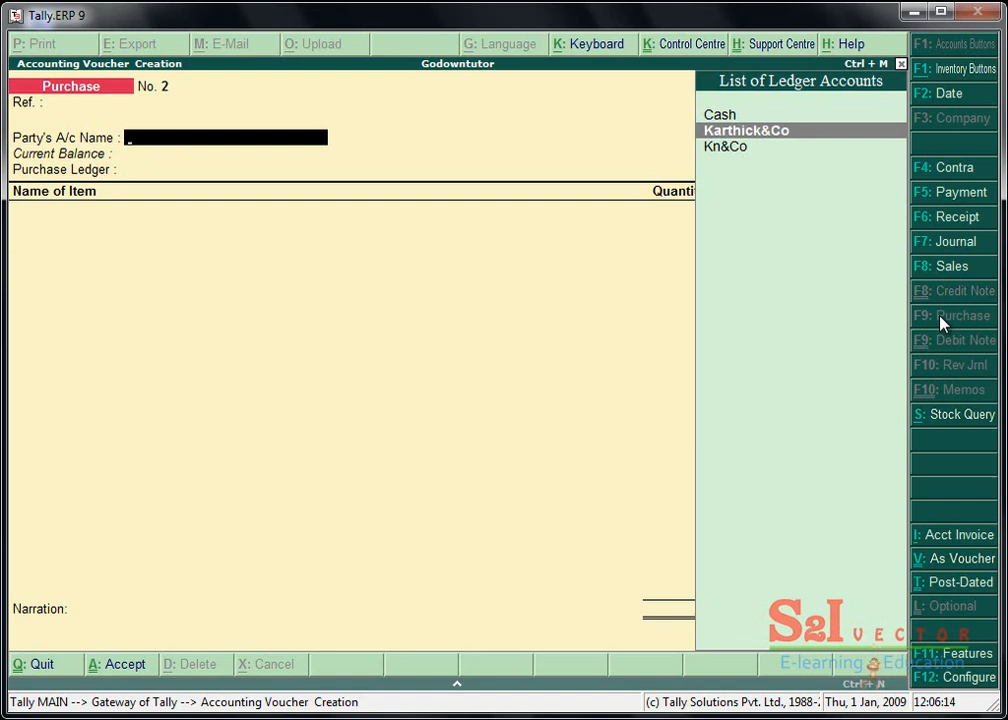 Tally.ERP 9
P: Print E: Export M: E-Mail O: Upload G: Language K: Keyboard K: Control Centre H: Support Centre H: Help
Accounting Voucher Creation Godowntutor Ctrl + M
Purchase No. 2
Ref. :
Party's A/c Name :
Current Balance :
Purchase Ledger :
Name of Item Quanti
List of Ledger Accounts
Cash
Karthick&Co
Kn&Co
F1: Accounts Buttons
F1: Inventory Buttons
F2: Date
F3: Company
F4: Contra
F5: Payment
F6: Receipt
F7: Journal
F8: Sales
F8: Credit Note
F9: Purchase
F9: Debit Note
F10: Rev Jrnl
F10: Memos
S: Stock Query
I: Acct Invoice
V: As Voucher
T: Post-Dated
L: Optional
F11: Features
F12: Configure
Narration:
S2I VECTOR
E-learning Education
Q: Quit A: Accept D: Delete X: Cancel
Ctrl + N
Tally MAIN --> Gateway of Tally --> Accounting Voucher Creation (c) Tally Solutions Pvt. Ltd., 1988-2 Thu, 1 Jan, 2009 12:06:14